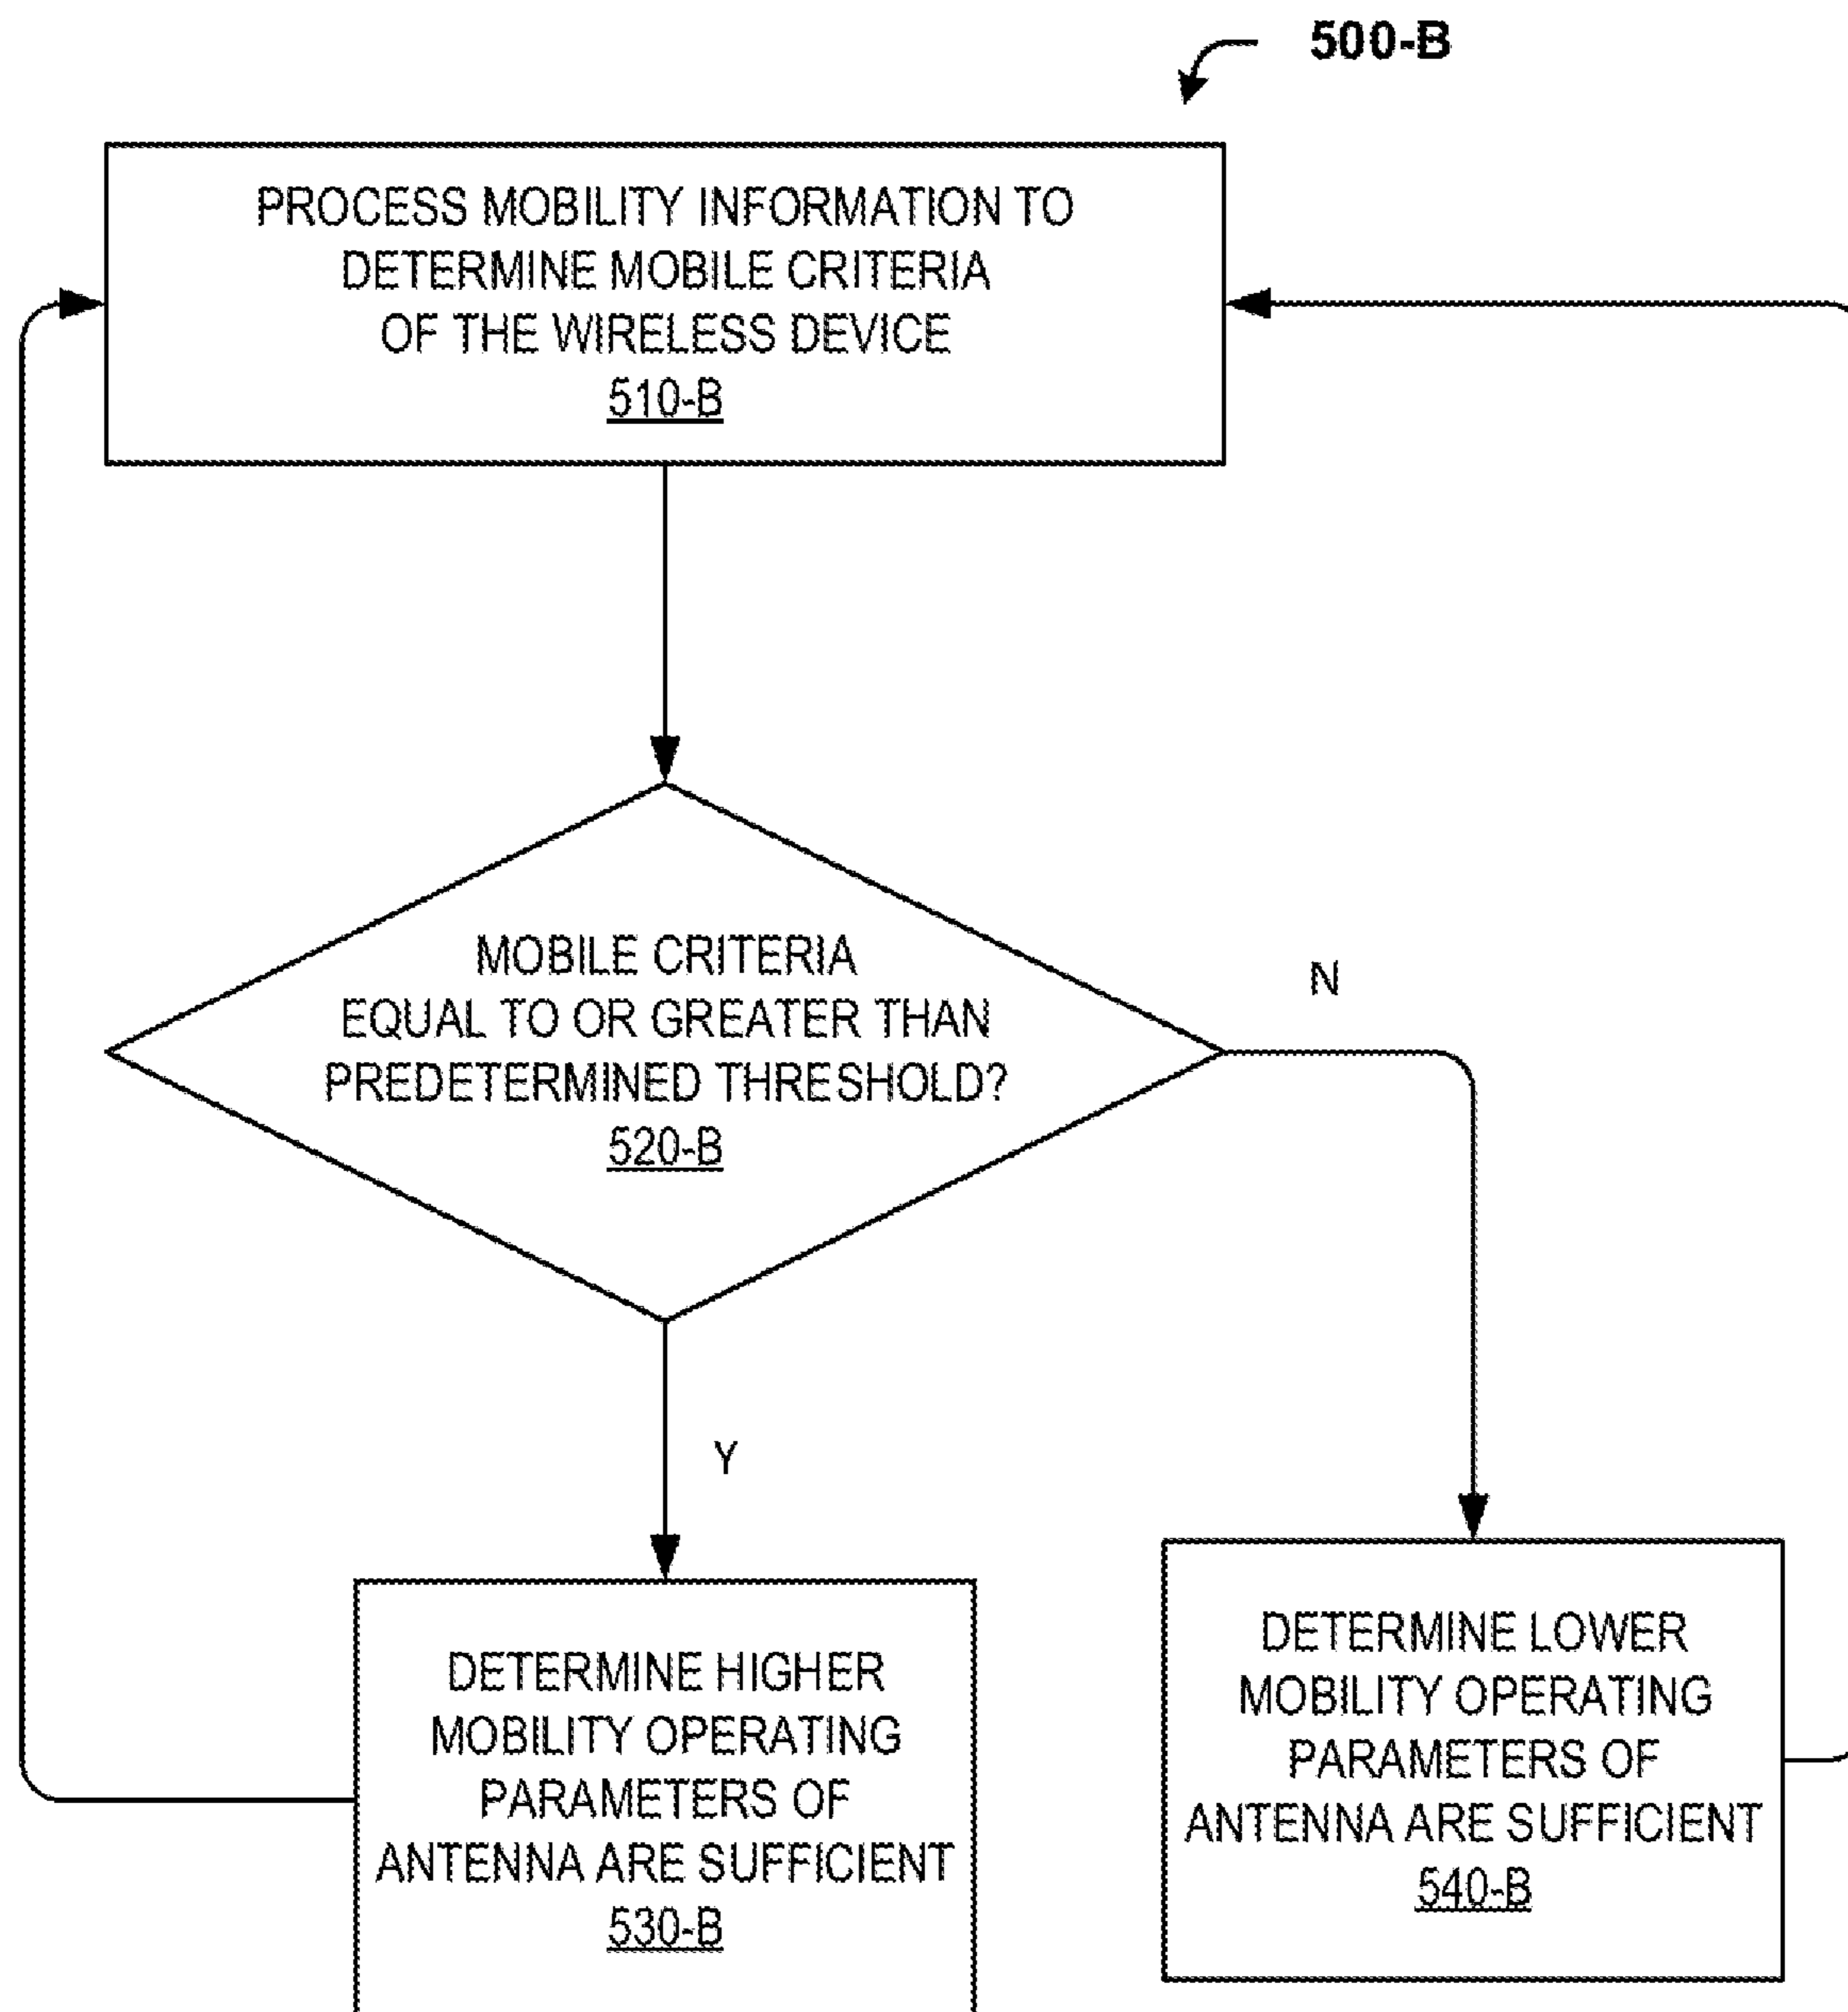 500-B
PROCESS MOBILITY INFORMATION TO
DETERMINE MOBILE CRITERIA
OF THE WIRELESS DEVICE
510-B
MOBILE CRITERIA
EQUAL TO OR GREATER THAN
PREDETERMINED THRESHOLD?
520-B
N
Y
DETERMINE HIGHER
MOBILITY OPERATING
PARAMETERS OF
ANTENNA ARE SUFFICIENT
530-B
DETERMINE LOWER
MOBILITY OPERATING
PARAMETERS OF
ANTENNA ARE SUFFICIENT
540-B